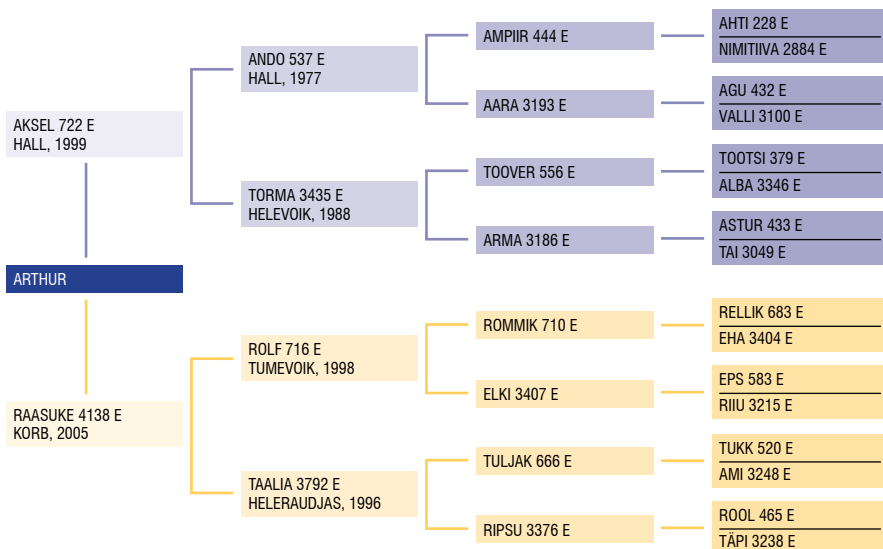 AKSEL 722 E
HALL, 1999
ARTHUR
RAASUKE 4138 E
KORB, 2005
ANDO 537 E
HALL, 1977
TORMA 3435 E
HELEVOIK, 1988
ROLF 716 E
TUMEVOIK, 1998
TAALIA 3792 E
HELERAUDJAS, 1996
AMPIIR 444 E
AARA 3193 E
TOOVER 556 E
ARMA 3186 E
ROMMIK 710 E
ELKI 3407 E
TULJAK 666 E
RIPSU 3376 E
AHTI 228 E
NIMITIIVA 2884 E
AGU 432 E
VALLI 3100 E
TOOTSI 379 E
ALBA 3346 E
ASTUR 433 E
TAI 3049 E
RELLIK 683 E
EHA 3404 E
EPS 583 E
RIIU 3215 E
TUKK 520 E
AMI 3248 E
ROOL 465 E
TÄPI 3238 E